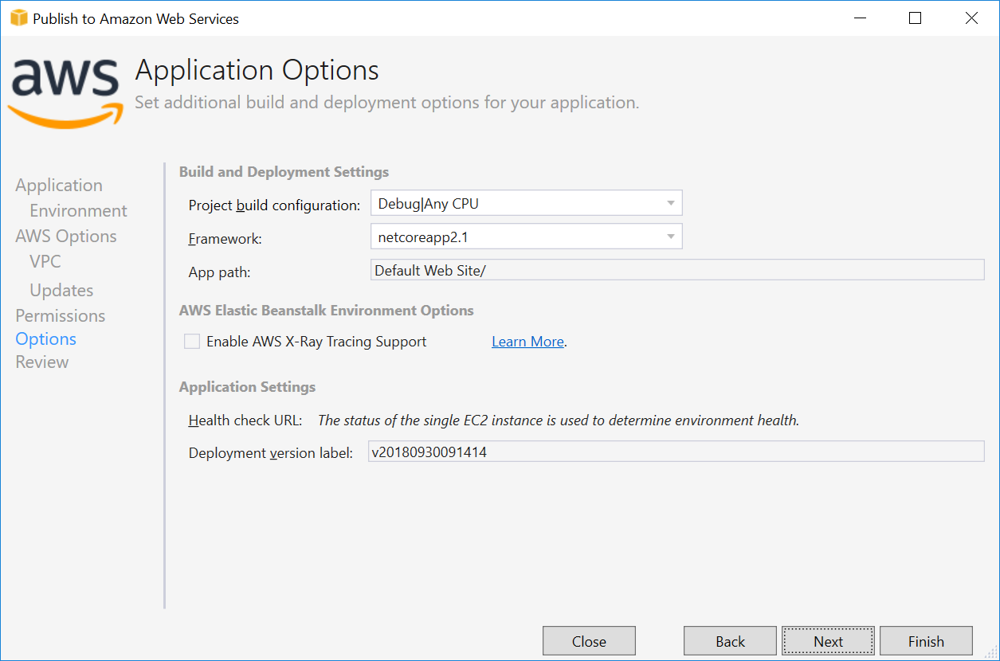 Publish to Amazon Web Services
aws
Application Options
Set additional build and deployment options for your application.
Application
Environment
AWS Options
VPC
Updates
Permissions
Options
Review
Build and Deployment Settings
Project build configuration: Debug|Any CPU
Framework: netcoreapp2.1
App path: Default Web Site/
AWS Elastic Beanstalk Environment Options
Enable AWS X-Ray Tracing Support Learn More.
Application Settings
Health check URL: The status of the single EC2 instance is used to determine environment health.
Deployment version label: v20180930091414
Close Back Next Finish